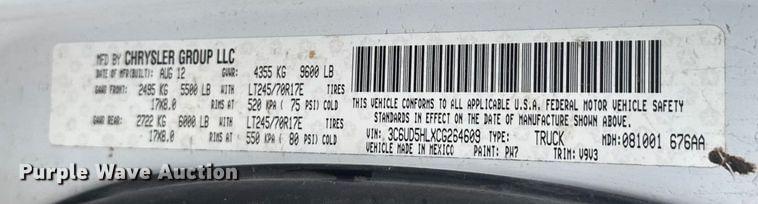 MFD BY CHRYSLER GROUP LLC
DATE OF MFR(BUILT): AUG 12 GVWR: 4355 KG 9600 LB
GAWR FRONT: 2495 KG 5500 LB WITH LT245/70R17E TIRES
17X8.0 RIMS AT 520 KPA ( 75 PSI) COLD
GAWR REAR: 2722 KG 6000 LB WITH LT245/70R17E TIRES
17X8.0 RIMS AT 550 KPA ( 80 PSI) COLD
THIS VEHICLE CONFORMS TO ALL APPLICABLE U.S.A. FEDERAL MOTOR VEHICLE SAFETY
STANDARDS IN EFFECT ON THE DATE OF MANUFACTURE SHOWN ABOVE.
VIN: 3C6UD5HLXCG264609 TYPE: TRUCK MDH: 081001 676AA
VEHICLE MADE IN MEXICO PAINT: PW7 TRIM: V9V3
Purple Wave Auction